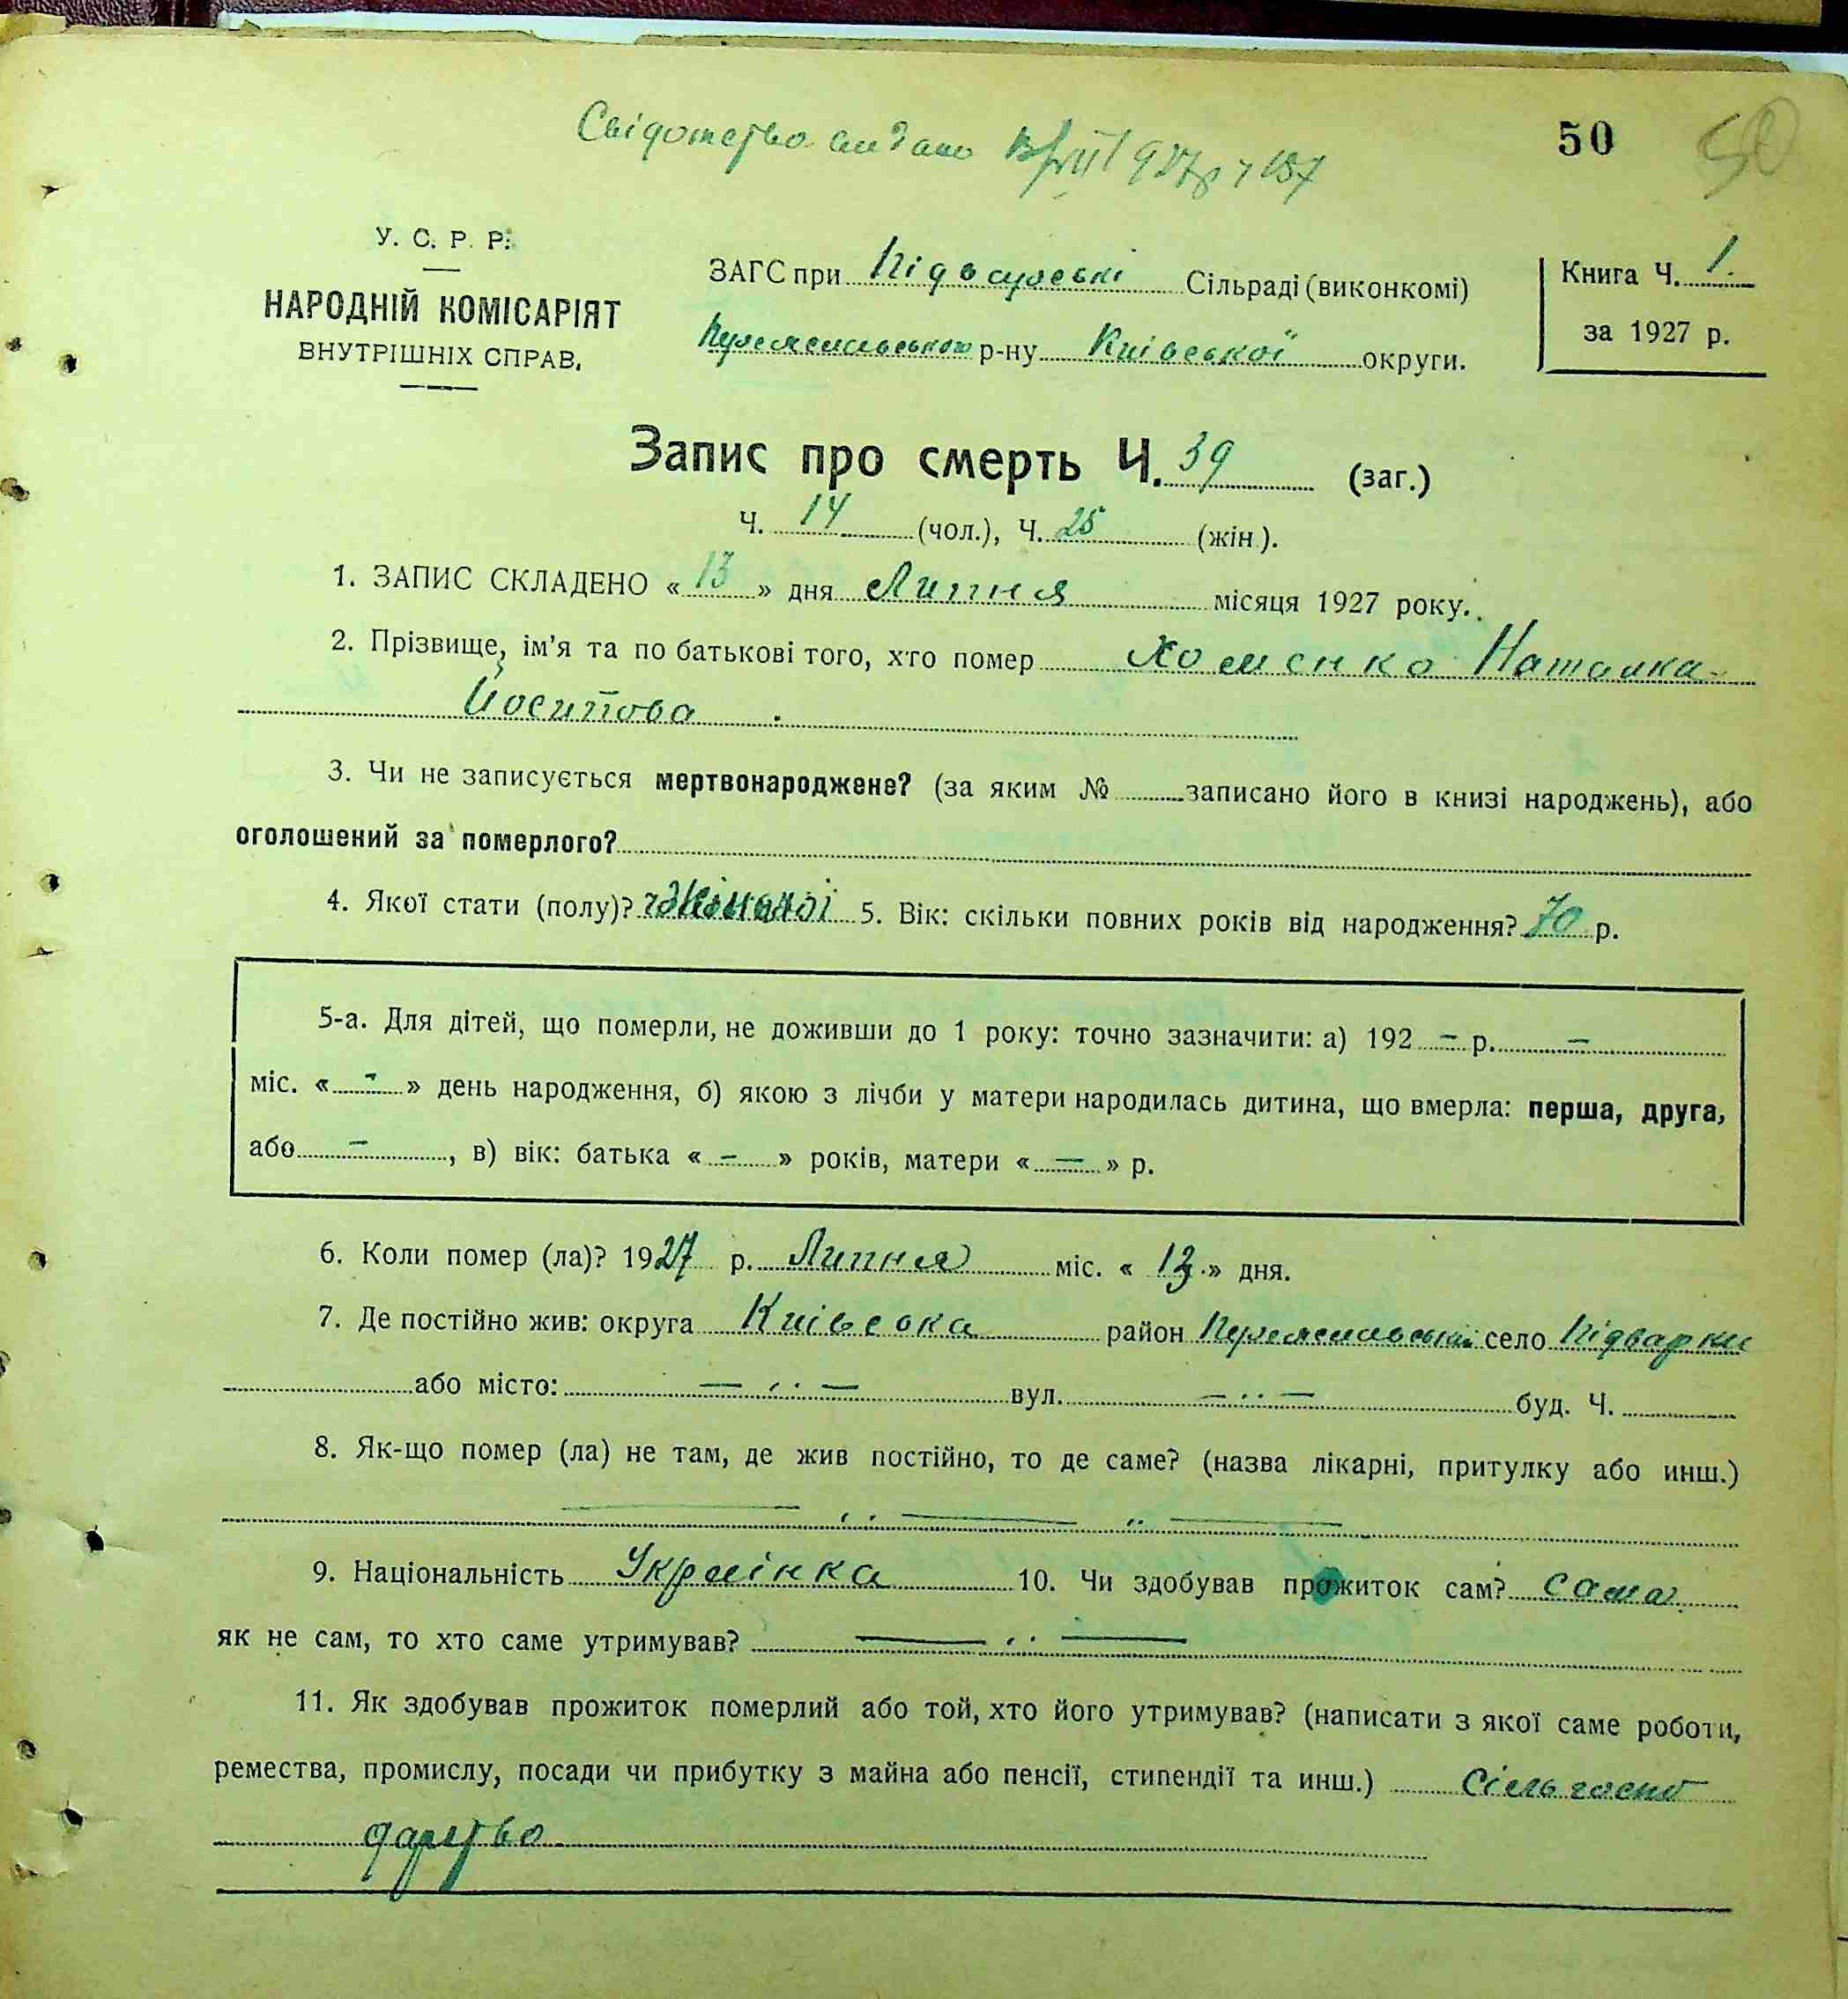 Свідоцтво видано 13/VII 1927р 157
50 50
У. С. Р. Р.
НАРОДНІЙ КОМІСАРІЯТ
ВНУТРІШНІХ СПРАВ.
ЗАГС при Підварській Сільраді (виконкомі)
Переяславського р-ну Київської округи.
Книга Ч. 1.
за 1927 р.
Запис про смерть Ч. 39 (заг.)
Ч. 14 (чол.), Ч. 25 (жін.).
1. ЗАПИС СКЛАДЕНО « 13 » дня Липня місяця 1927 року.
2. Прізвище, ім'я та по батькові того, хто помер Хоменко Наталка
Йосипова
3. Чи не записується мертвонароджене? (за яким № записано його в книзі народжень), або
оголошений за померлого?
4. Якої стати (полу)? жіночої 5. Вік: скільки повних років від народження? 70 р.
5-а. Для дітей, що померли, не доживши до 1 року: точно зазначити: а) 192 – р. –
міс. « - » день народження, б) якою з лічби у матери народилась дитина, що вмерла: перша, друга,
або – , в) вік: батька « – » років, матери « — » р.
6. Коли помер (ла)? 1927 р. Липня міс. « 13 » дня.
7. Де постійно жив: округа Київська район Переяславський село Підварки
або місто: — · · — вул. — · · — буд. Ч.
8. Як-що помер (ла) не там, де жив постійно, то де саме? (назва лікарні, притулку або инш.)
9. Національність Українка 10. Чи здобував прожиток сам? сама
як не сам, то хто саме утримував? — · · —
11. Як здобував прожиток померлий або той, хто його утримував? (написати з якої саме роботи,
ремества, промислу, посади чи прибутку з майна або пенсії, стипендії та инш.) Сільгоспо
дарство